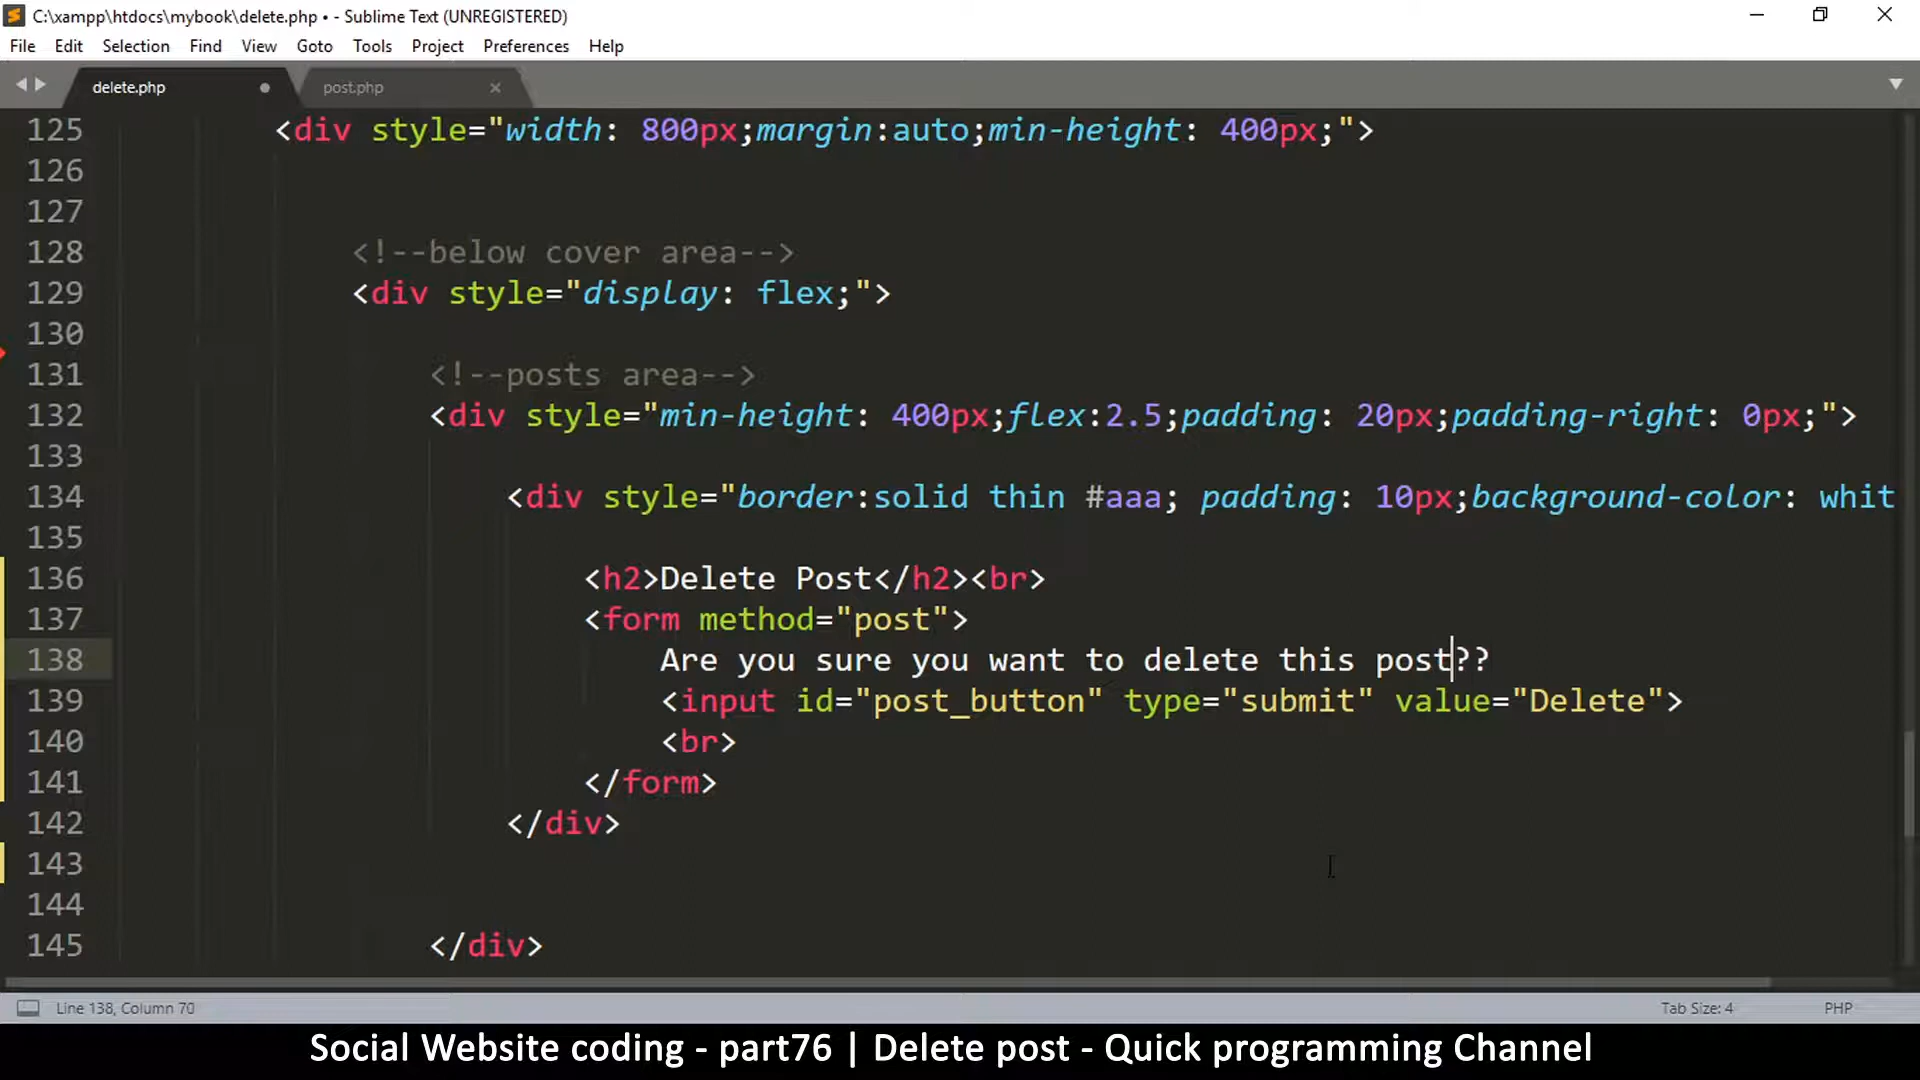 C:\xampp\htdocs\mybook\delete.php • - Sublime Text (UNREGISTERED)
File Edit Selection Find View Goto Tools Project Preferences Help
delete.php post.php
125 <div style="width: 800px;margin:auto;min-height: 400px;">
126
127
128 <!--below cover area-->
129 <div style="display: flex;">
130
131 <!--posts area-->
132 <div style="min-height: 400px;flex:2.5;padding: 20px;padding-right: 0px;">
133
134 <div style="border:solid thin #aaa; padding: 10px;background-color: whit
135
136 <h2>Delete Post</h2><br>
137 <form method="post">
138 Are you sure you want to delete this post??
139 <input id="post_button" type="submit" value="Delete">
140 <br>
141 </form>
142 </div>
143
144
145 </div>
Line 138, Column 70 Tab Size: 4 PHP
Social Website coding - part76 | Delete post - Quick programming Channel